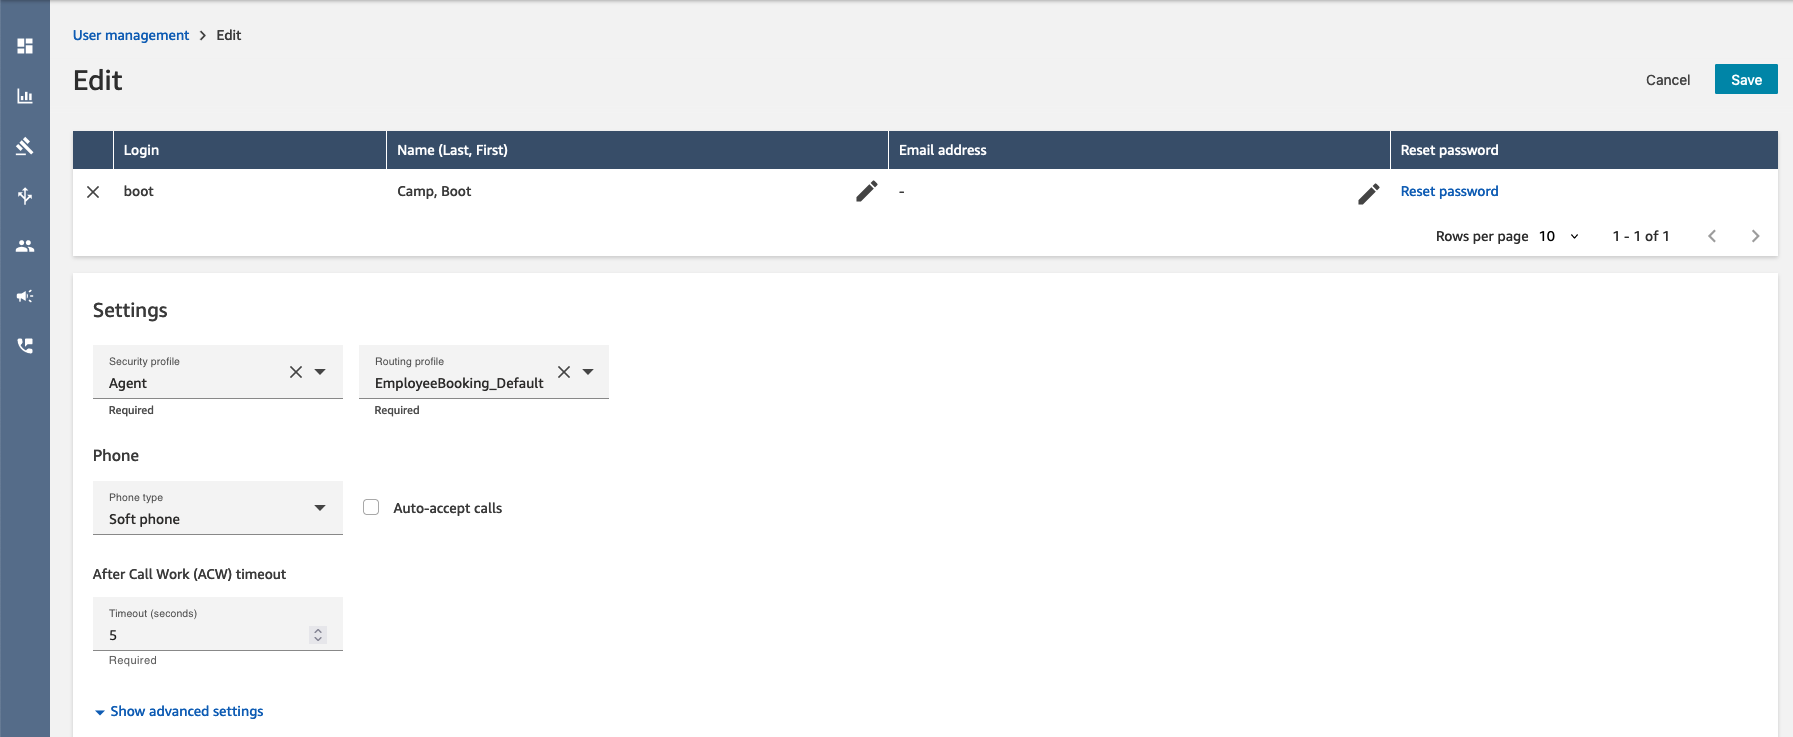 User management > Edit
Edit
Cancel
Save
Login
Name (Last, First)
Email address
Reset password
boot
Camp, Boot
-
Reset password
Rows per page 10
1 - 1 of 1
Settings
Security profile
Agent
Required
Routing profile
EmployeeBooking_Default
Required
Phone
Phone type
Soft phone
Auto-accept calls
After Call Work (ACW) timeout
Timeout (seconds)
5
Required
Show advanced settings